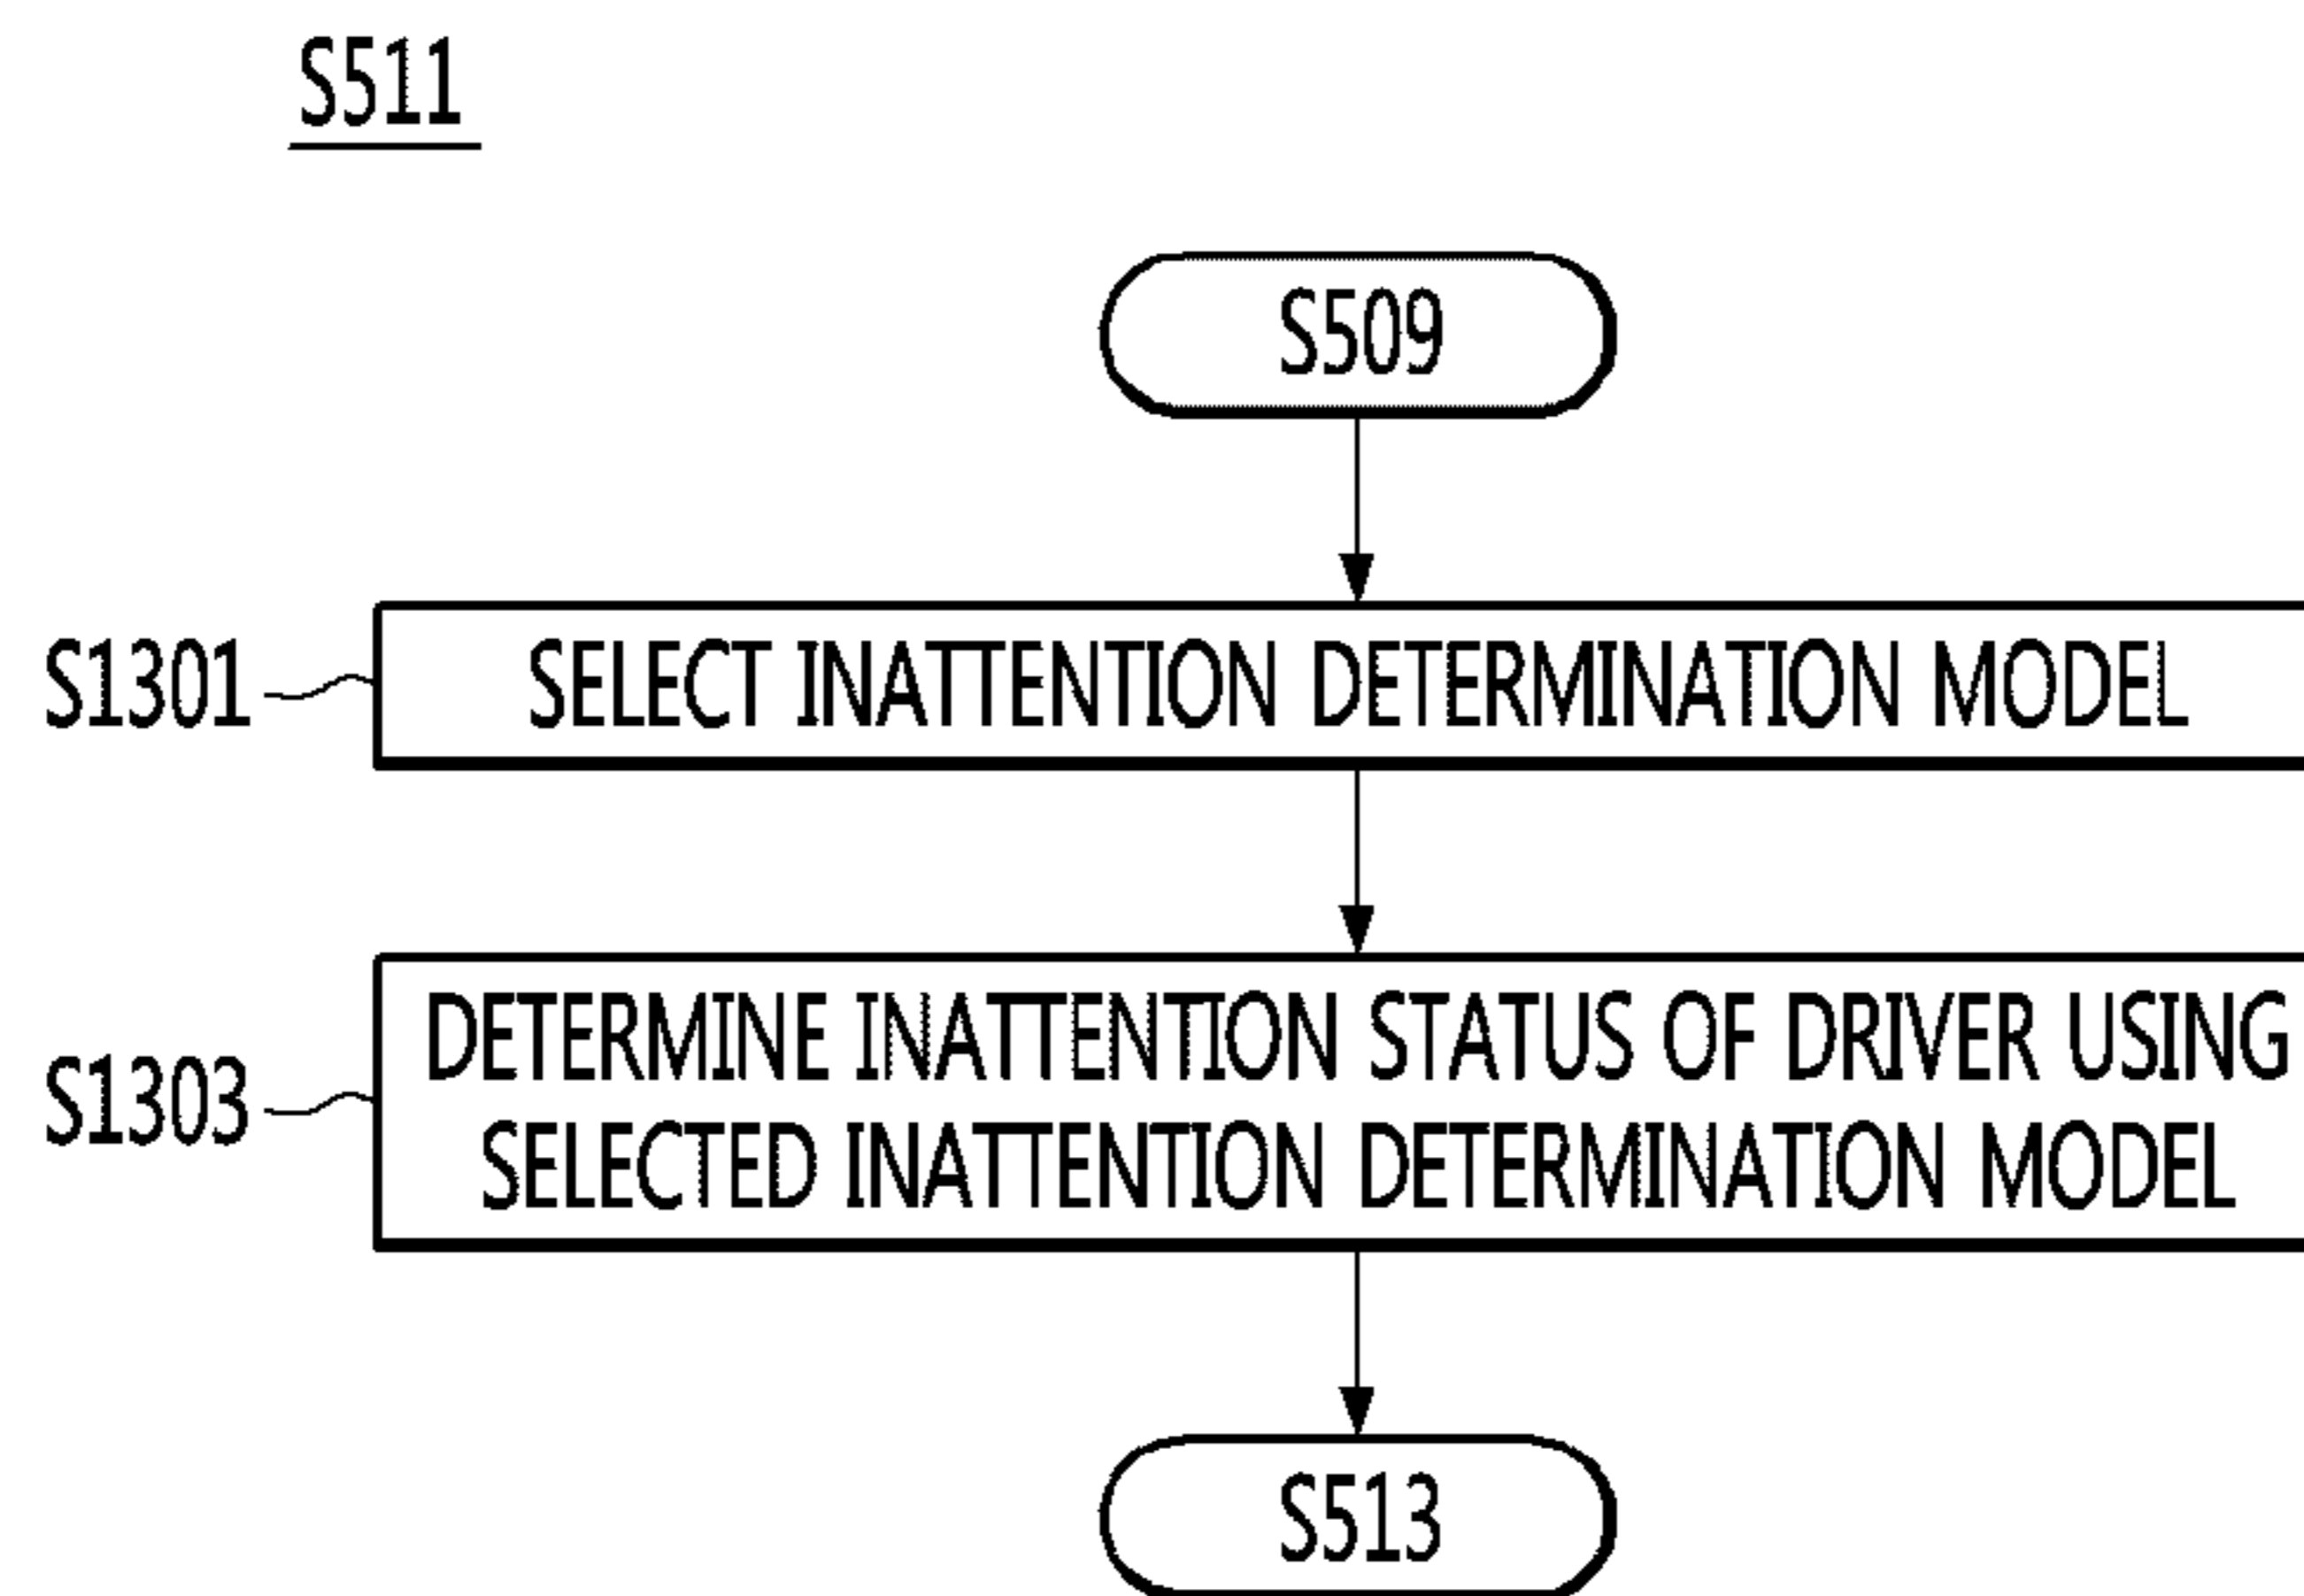 S511
S509
S1301
SELECT INATTENTION DETERMINATION MODEL
S1303
DETERMINE INATTENTION STATUS OF DRIVER USING
SELECTED INATTENTION DETERMINATION MODEL
S513